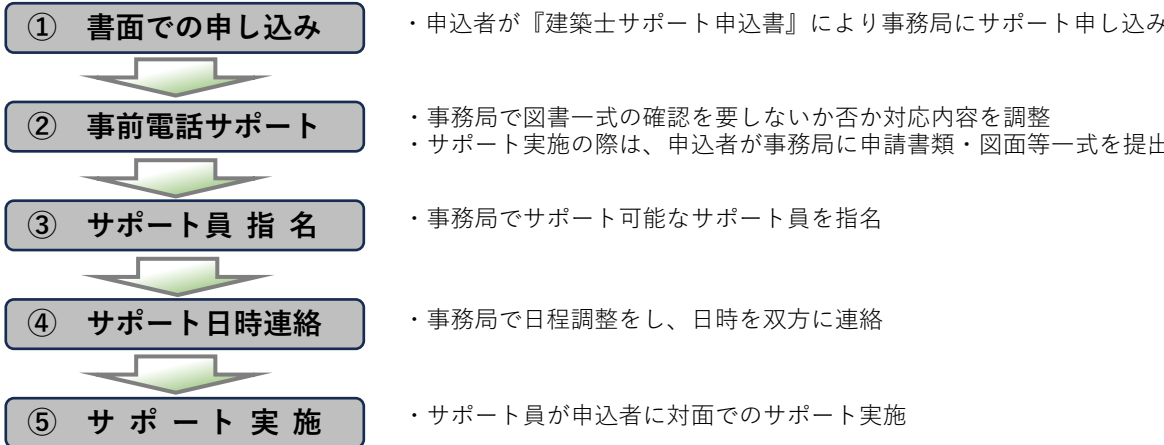 ① 書面での申し込み
・申込者が『建築士サポート申込書』により事務局にサポート申し込み
② 事前電話サポート
・事務局で図書一式の確認を要しないか否か対応内容を調整
・サポート実施の際は、申込者が事務局に申請書類・図面等一式を提出
③ サポート員 指 名
・事務局でサポート可能なサポート員を指名
④ サポート日時連絡
・事務局で日程調整をし、日時を双方に連絡
⑤ サ ポ ー ト 実 施
・サポート員が申込者に対面でのサポート実施